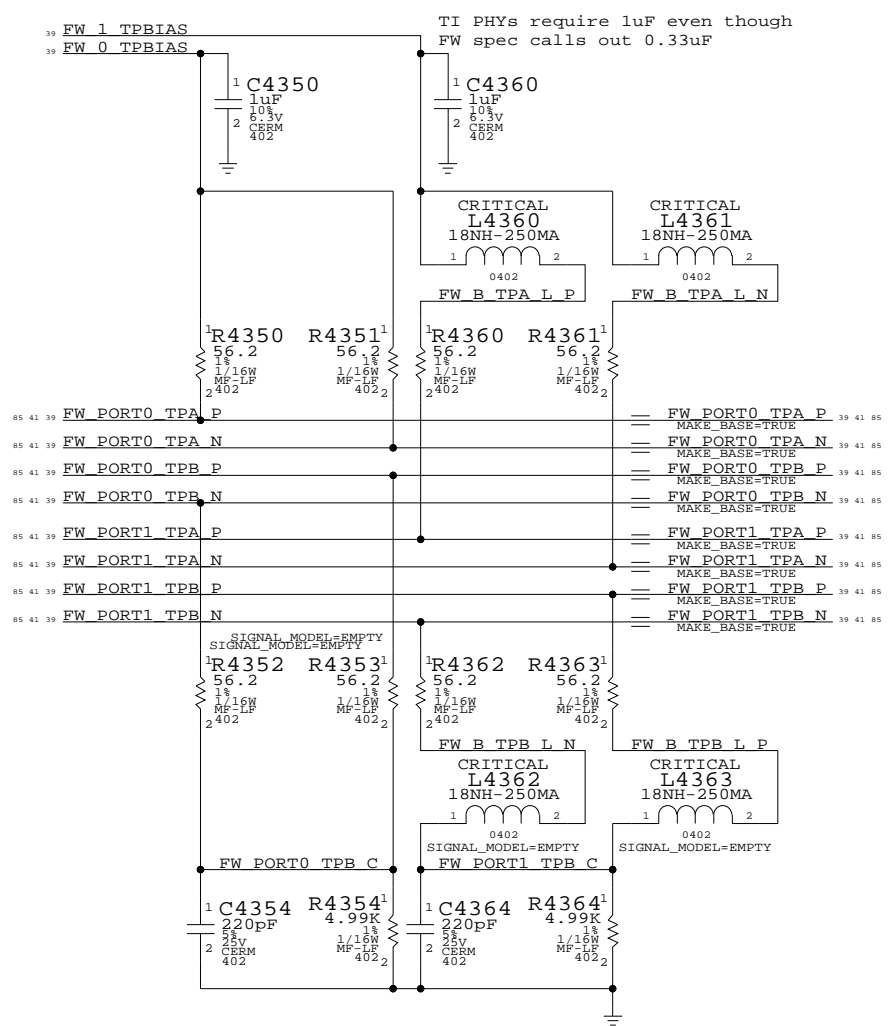 TI PHYs require 1uF even though
FW spec calls out 0.33uF
39 FW_1_TPBIAS
39 FW_0_TPBIAS
1 C4350
1uF
10%
6.3V
2 CERM
402
1 C4360
1uF
10%
6.3V
2 CERM
402
CRITICAL
L4360
18NH-250MA
1 2
0402
FW_B_TPA_L_P
CRITICAL
L4361
18NH-250MA
1 2
0402
FW_B_TPA_L_N
1 R4350
56.2
1%
1/16W
MF-LF
2 402
R4351 1
56.2
1%
1/16W
MF-LF
402 2
1 R4360
56.2
1%
1/16W
MF-LF
2 402
R4361 1
56.2
1%
1/16W
MF-LF
402 2
85 41 39 FW_PORT0_TPA_P FW_PORT0_TPA_P 39 41 85
MAKE_BASE=TRUE
85 41 39 FW_PORT0_TPA_N FW_PORT0_TPA_N 39 41 85
MAKE_BASE=TRUE
85 41 39 FW_PORT0_TPB_P FW_PORT0_TPB_P 39 41 85
MAKE_BASE=TRUE
85 41 39 FW_PORT0_TPB_N FW_PORT0_TPB_N 39 41 85
MAKE_BASE=TRUE
85 41 39 FW_PORT1_TPA_P FW_PORT1_TPA_P 39 41 85
MAKE_BASE=TRUE
85 41 39 FW_PORT1_TPA_N FW_PORT1_TPA_N 39 41 85
MAKE_BASE=TRUE
85 41 39 FW_PORT1_TPB_P FW_PORT1_TPB_P 39 41 85
MAKE_BASE=TRUE
85 41 39 FW_PORT1_TPB_N FW_PORT1_TPB_N 39 41 85
MAKE_BASE=TRUE
SIGNAL_MODEL=EMPTY
SIGNAL_MODEL=EMPTY
1 R4352
56.2
1%
1/16W
MF-LF
2 402
R4353 1
56.2
1%
1/16W
MF-LF
402 2
1 R4362
56.2
1%
1/16W
MF-LF
2 402
R4363 1
56.2
1%
1/16W
MF-LF
402 2
FW_B_TPB_L_N
CRITICAL
L4362
18NH-250MA
1 2
0402
SIGNAL_MODEL=EMPTY
FW_B_TPB_L_P
CRITICAL
L4363
18NH-250MA
1 2
0402
SIGNAL_MODEL=EMPTY
FW_PORT0_TPB_C
FW_PORT1_TPB_C
1 C4354
220pF
5%
25V
2 CERM
402
R4354 1
4.99K
1%
1/16W
MF-LF
402 2
1 C4364
220pF
5%
25V
2 CERM
402
R4364 1
4.99K
1%
1/16W
MF-LF
402 2